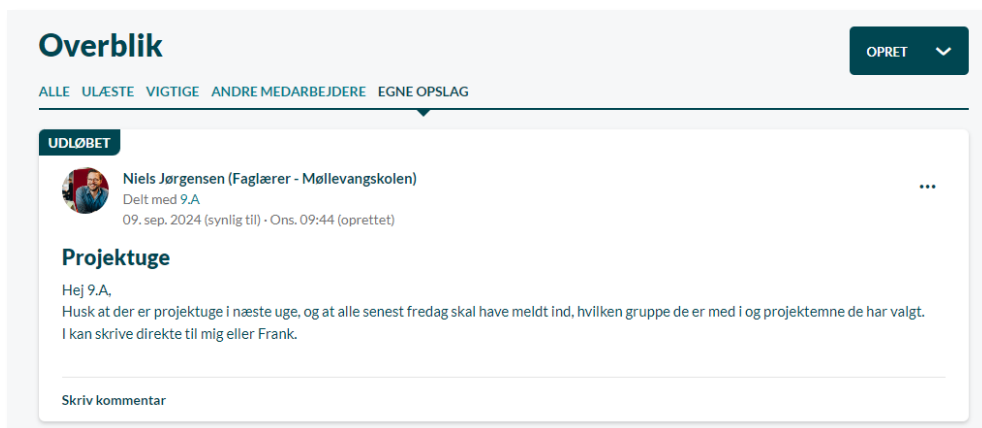 Overblik
OPRET
ALLE ULÆSTE VIGTIGE ANDRE MEDARBEJDERE EGNE OPSLAG
UDLØBET
Niels Jørgensen (Faglærer - Møllevangskolen)
Delt med 9.A
09. sep. 2024 (synlig til) · Ons. 09:44 (oprettet)
Projektuge
Hej 9.A,
Husk at der er projektuge i næste uge, og at alle senest fredag skal have meldt ind, hvilken gruppe de er med i og projektemne de har valgt.
I kan skrive direkte til mig eller Frank.
Skriv kommentar